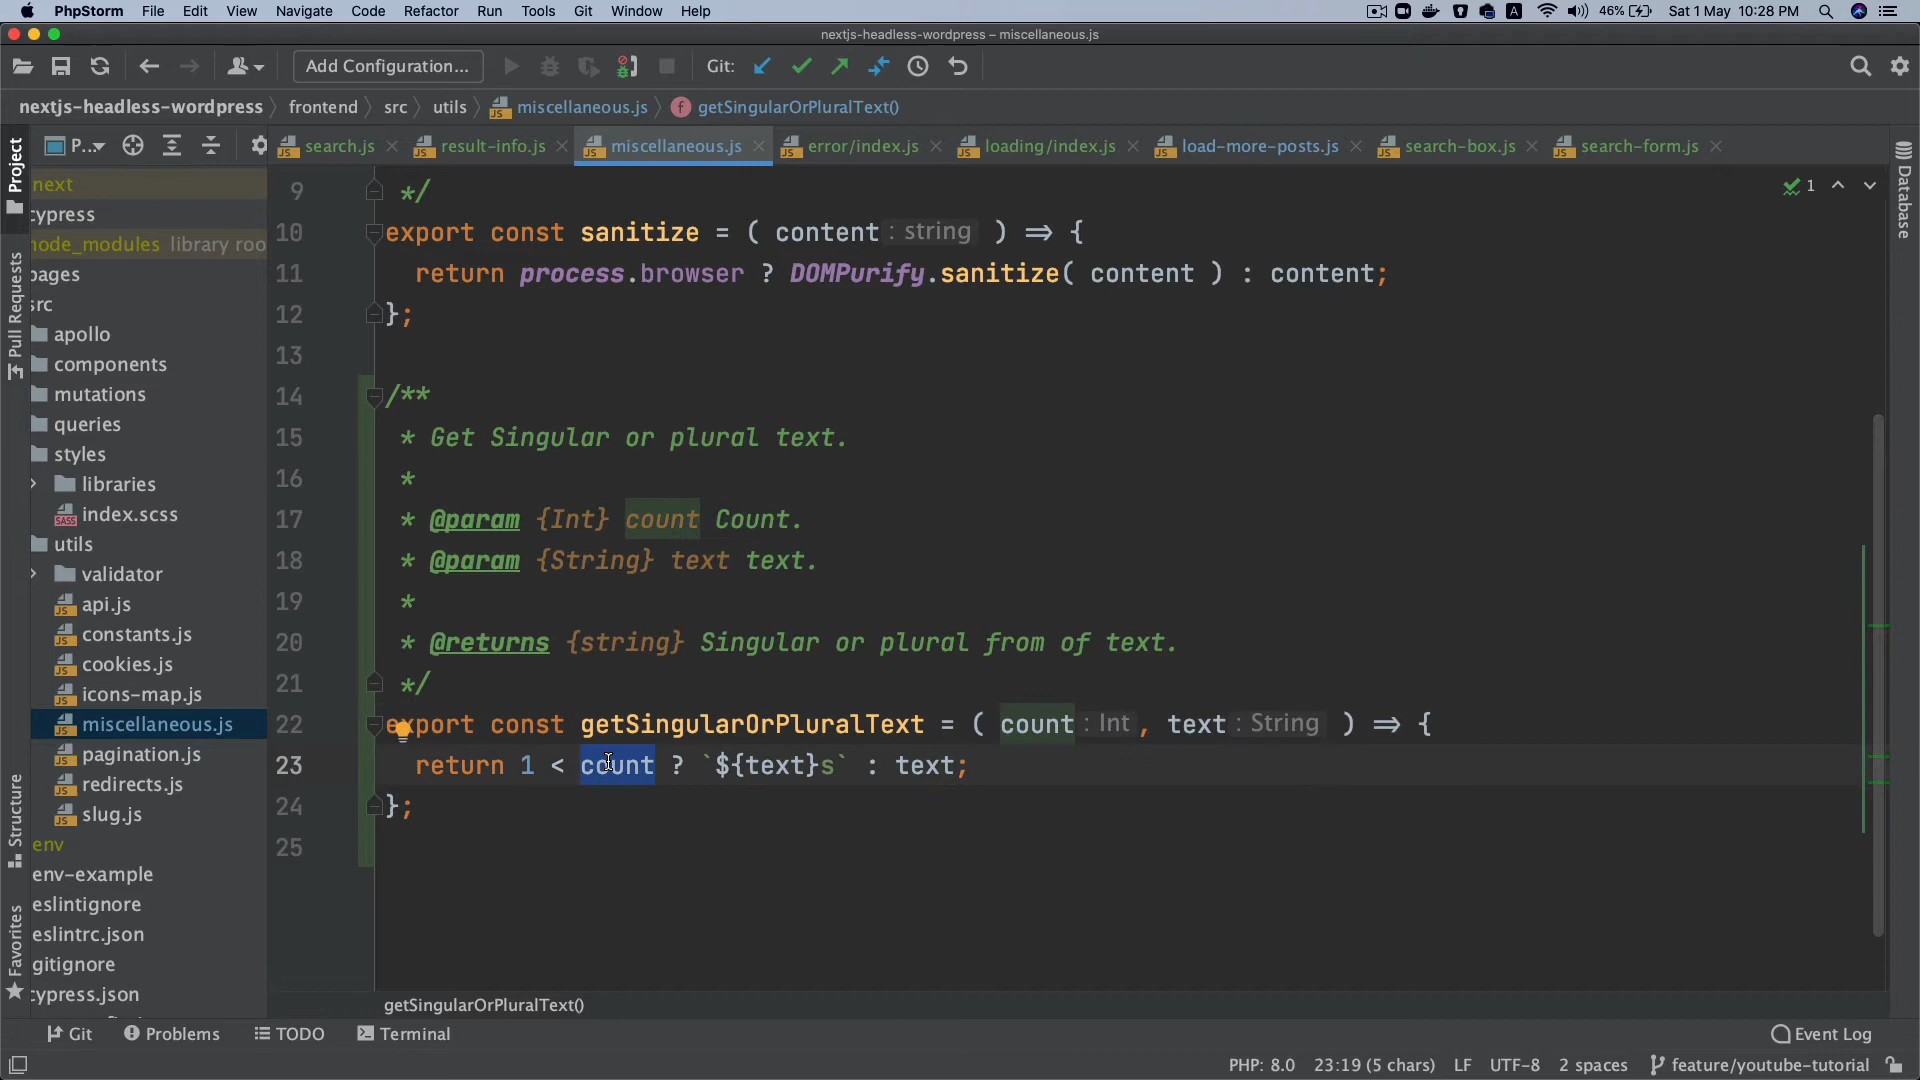 PhpStorm File Edit View Navigate Code Refactor Run Tools Git Window Help A 46% Sat 1 May 10:28 PM
nextjs-headless-wordpress – miscellaneous.js
Add Configuration... Git:
nextjs-headless-wordpress frontend src utils miscellaneous.js f getSingularOrPluralText()
P... search.js result-info.js miscellaneous.js error/index.js loading/index.js load-more-posts.js search-box.js search-form.js
Project
Pull Requests
Structure
Favorites
Database
next
cypress
node_modules library roo
pages
src
apollo
components
mutations
queries
styles
libraries
index.scss
utils
validator
api.js
constants.js
cookies.js
icons-map.js
miscellaneous.js
pagination.js
redirects.js
slug.js
env
env-example
eslintignore
eslintrc.json
gitignore
cypress.json
1
9 */
10 export const sanitize = ( content : string ) => {
11 return process.browser ? DOMPurify.sanitize( content ) : content;
12 };
13
14 /**
15 * Get Singular or plural text.
16 *
17 * @param {Int} count Count.
18 * @param {String} text text.
19 *
20 * @returns {string} Singular or plural from of text.
21 */
22 export const getSingularOrPluralText = ( count : Int , text : String ) => {
23 return 1 < count ? `${text}s` : text;
24 };
25
getSingularOrPluralText()
Git Problems TODO Terminal Event Log
PHP: 8.0 23:19 (5 chars) LF UTF-8 2 spaces feature/youtube-tutorial